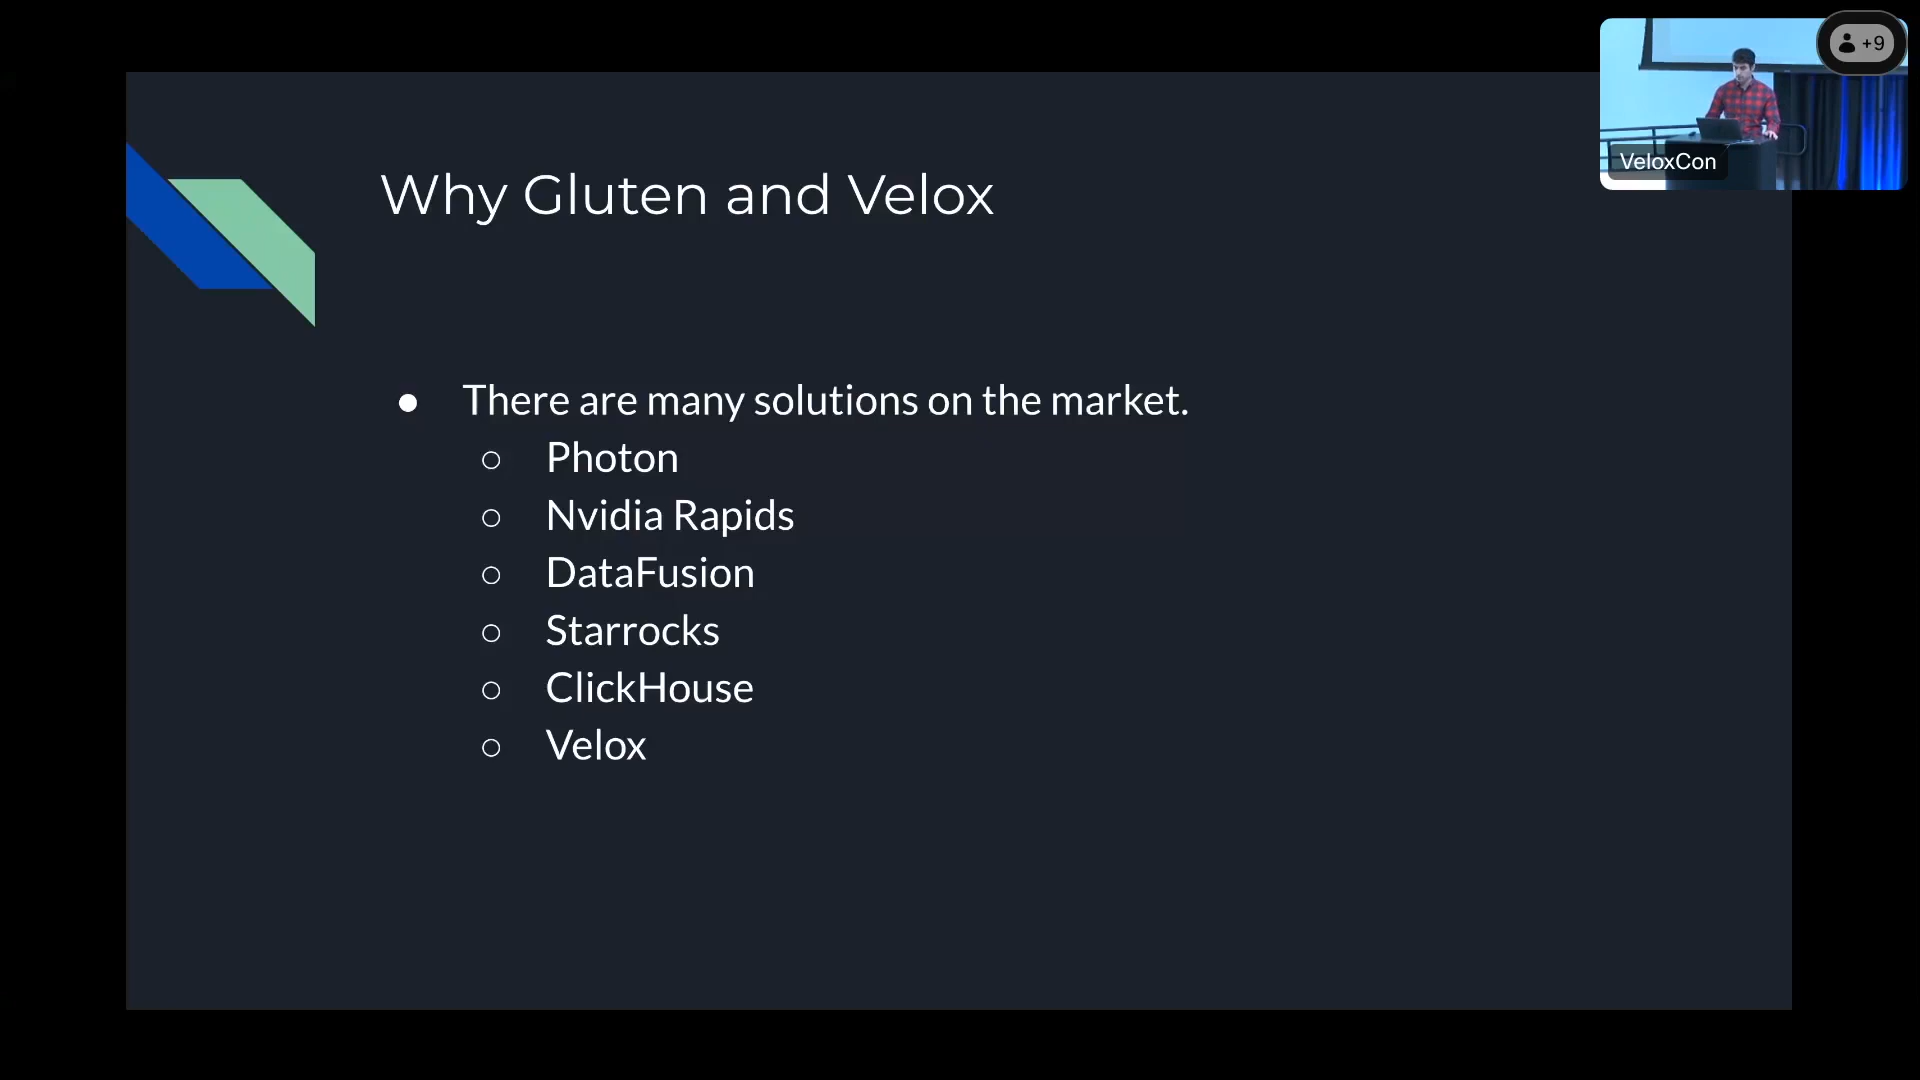 Why Gluten and Velox
There are many solutions on the market.
Photon
Nvidia Rapids
DataFusion
Starrocks
ClickHouse
Velox
+9
VeloxCon